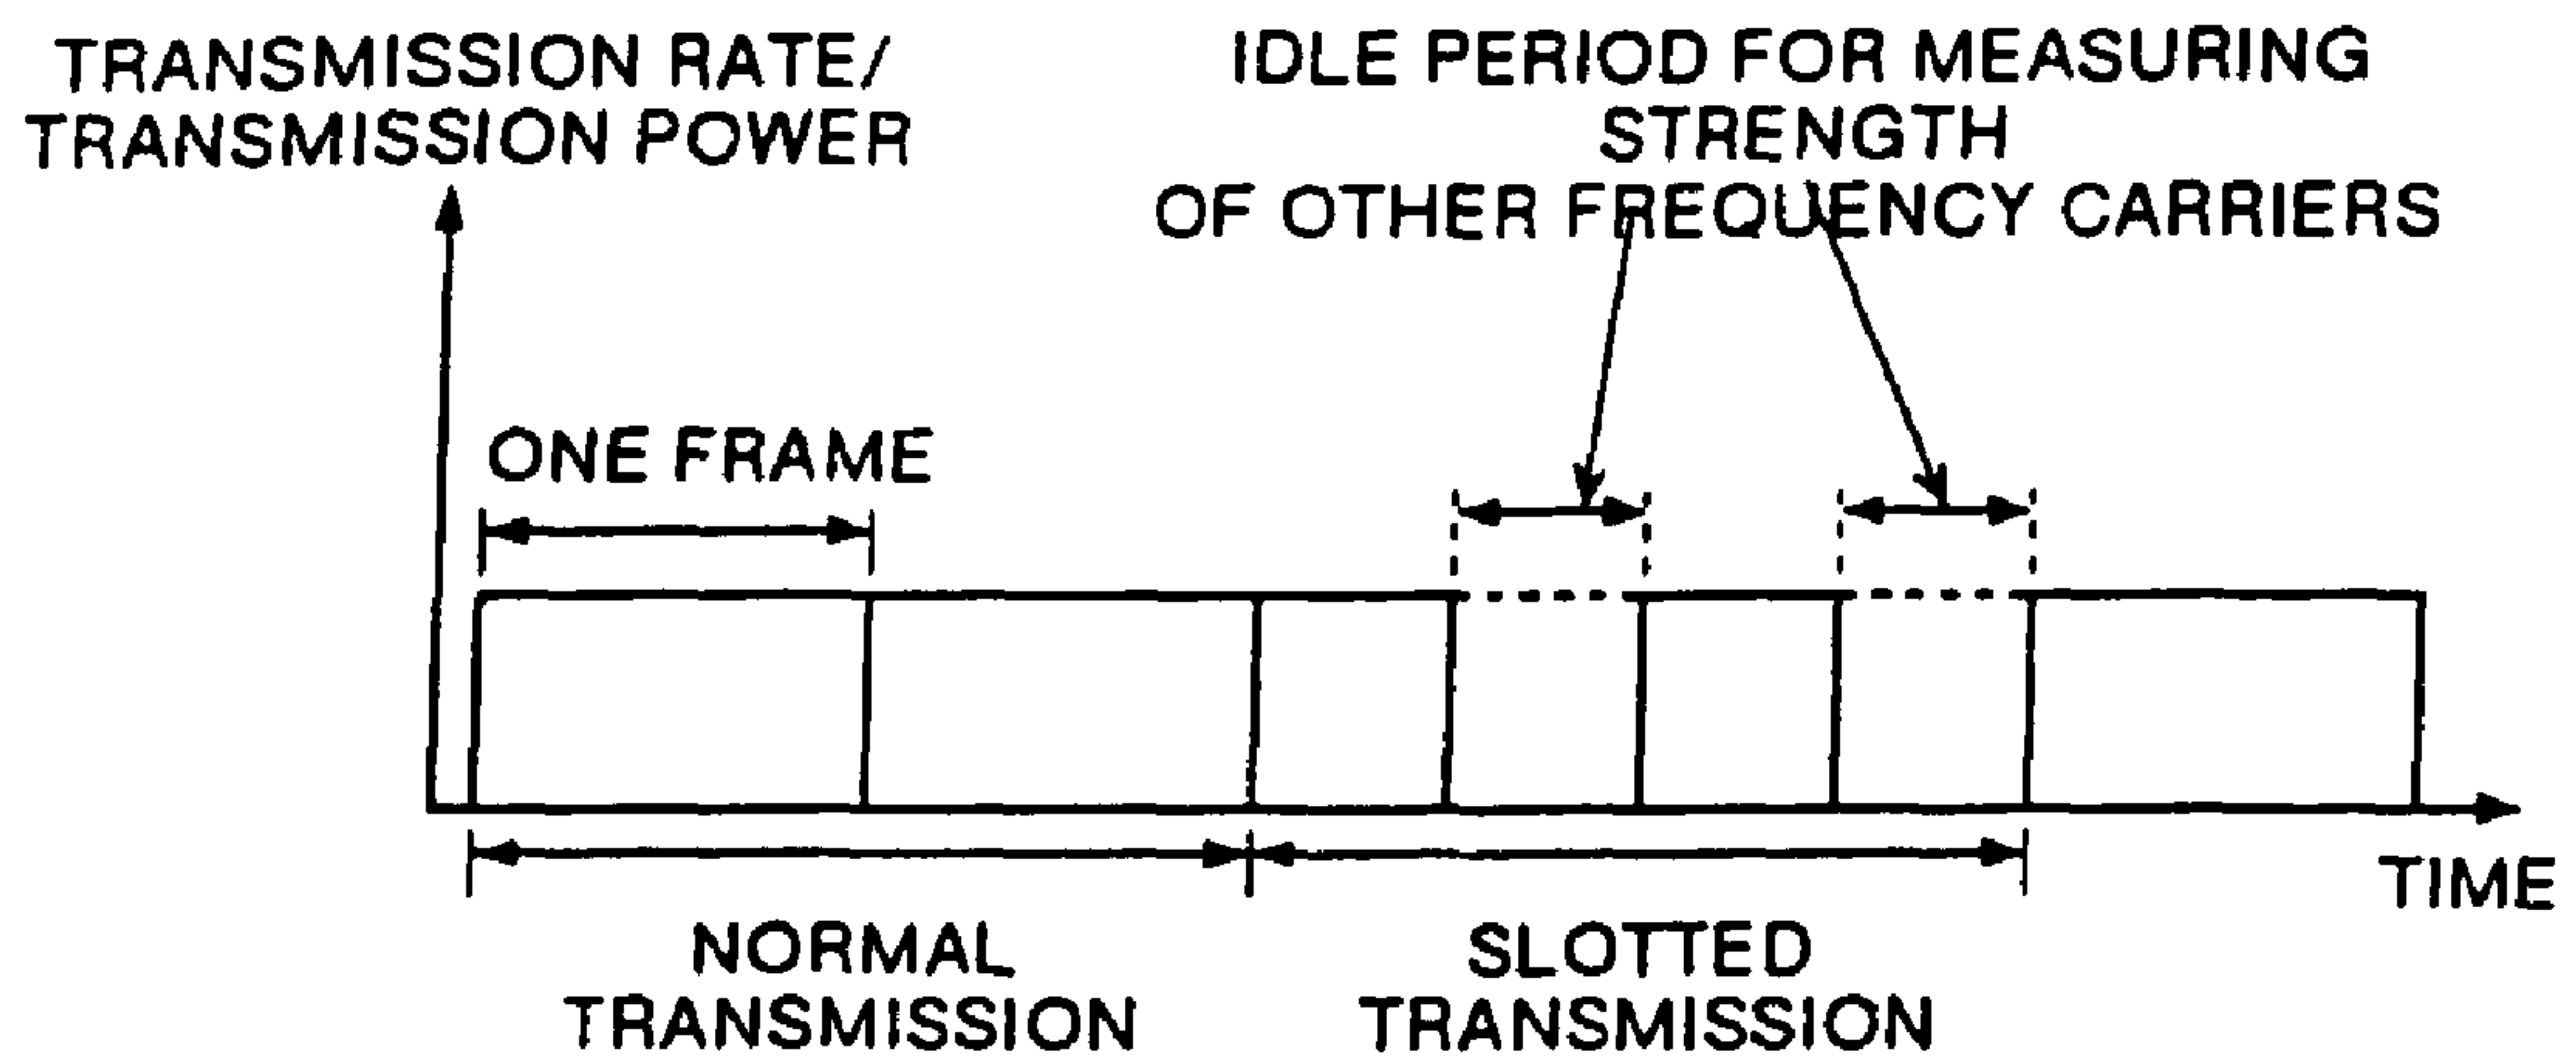 TRANSMISSION RATE/
TRANSMISSION POWER
IDLE PERIOD FOR MEASURING
STRENGTH
OF OTHER FREQUENCY CARRIERS
ONE FRAME
TIME
NORMAL
TRANSMISSION
SLOTTED
TRANSMISSION